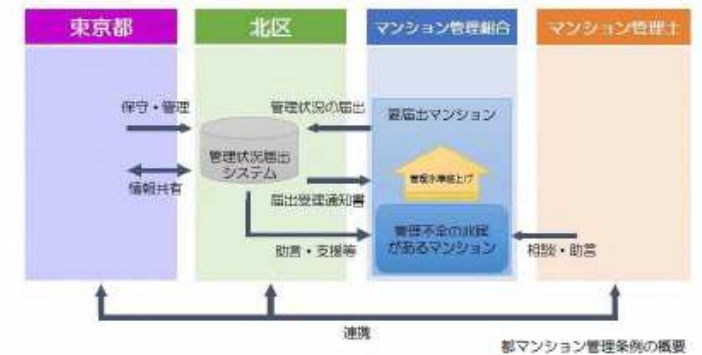 東京都
北区
マンション管理組合
マンション管理士
保守・管理
管理状況の届出
要届出マンション
管理状況届出
システム
管理水準底上げ
情報共有
届出受理通知書
管理不全の兆候
があるマンション
助言・支援等
相談・助言
連携
都マンション管理条例の概要